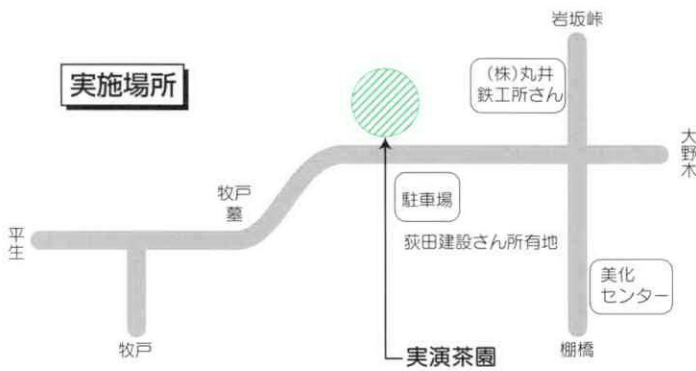 岩坂峠
実施場所
(株)丸井
鉄工所さん
大野木
牧戸
墓
駐車場
平生
荻田建設さん所有地
美化
センター
牧戸
実演茶園
棚橋